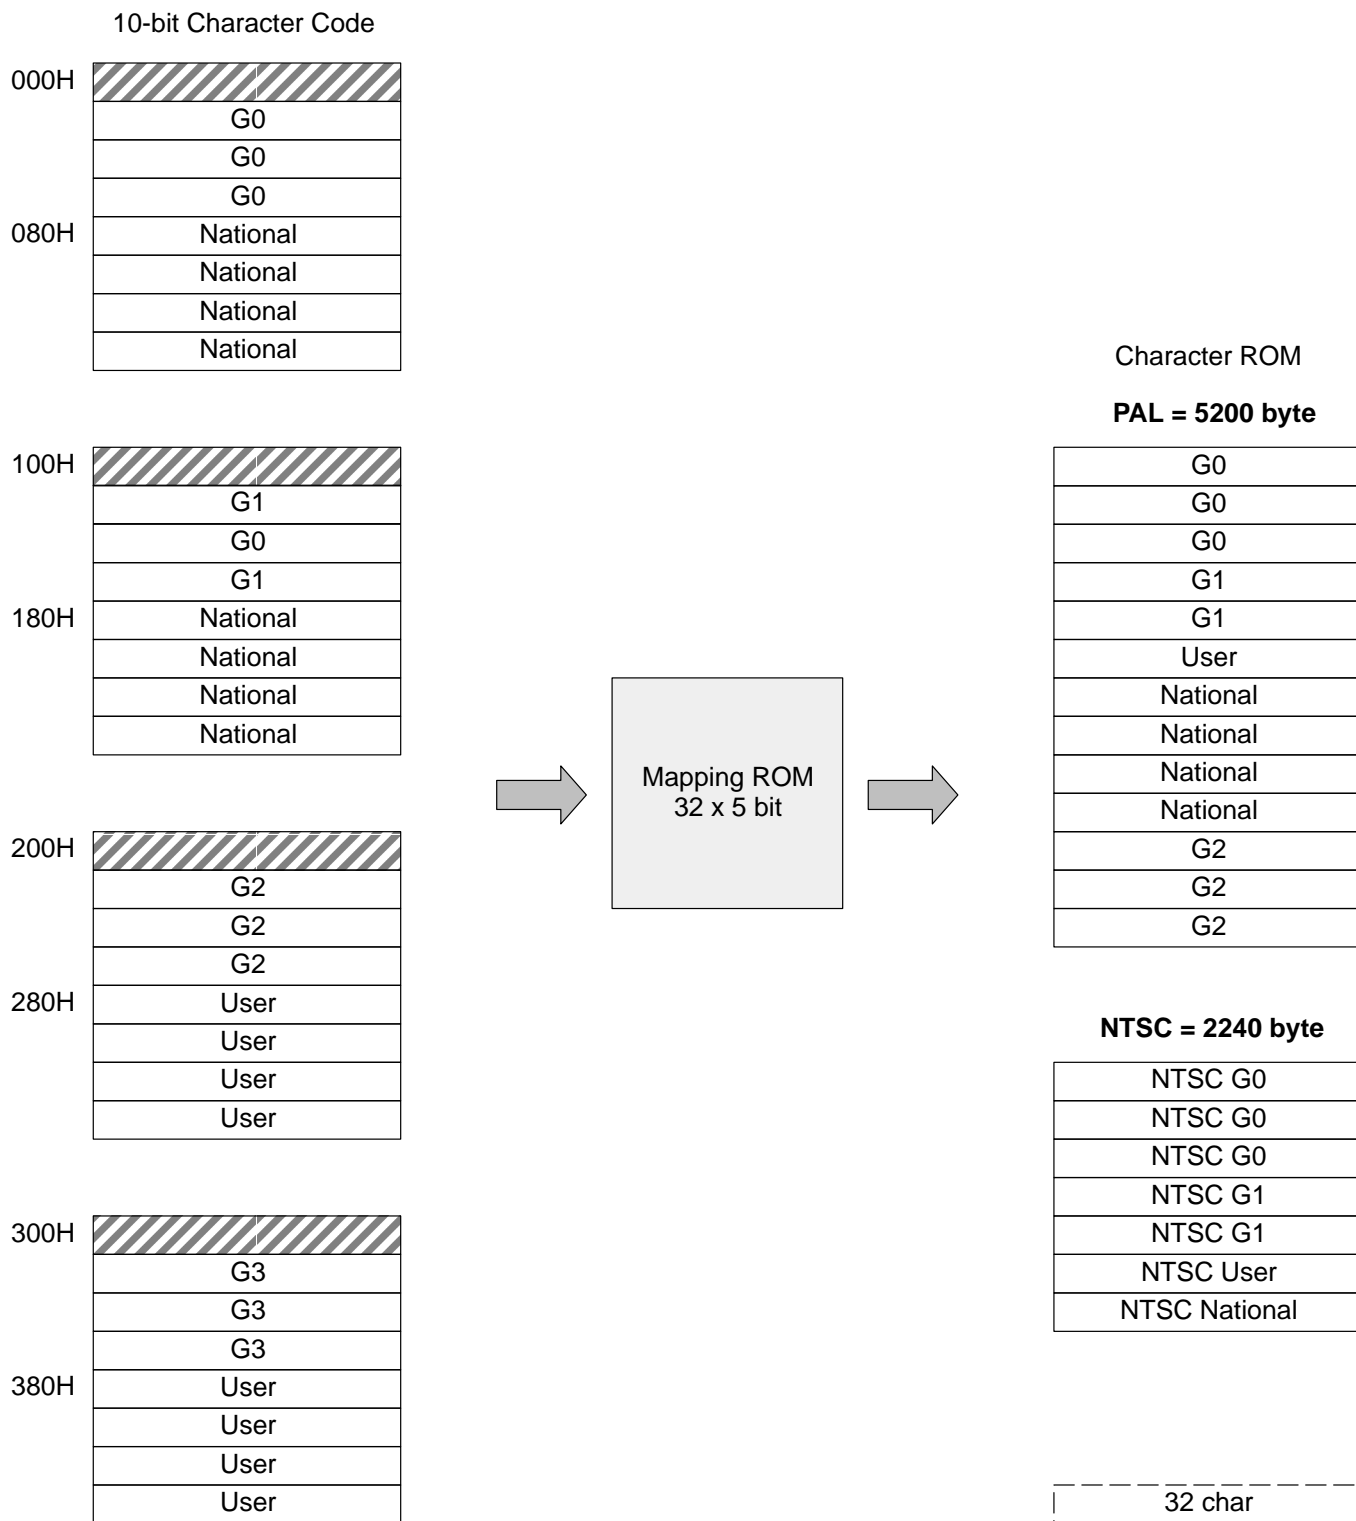 10-bit Character Code
000H
G0
G0
G0
080H
National
National
National
National
100H
G1
G0
G1
180H
National
National
National
National
200H
G2
G2
G2
280H
User
User
User
User
300H
G3
G3
G3
380H
User
User
User
User
Mapping ROM
32 x 5 bit
Character ROM
PAL = 5200 byte
G0
G0
G0
G1
G1
User
National
National
National
National
G2
G2
G2
NTSC = 2240 byte
NTSC G0
NTSC G0
NTSC G0
NTSC G1
NTSC G1
NTSC User
NTSC National
32 char